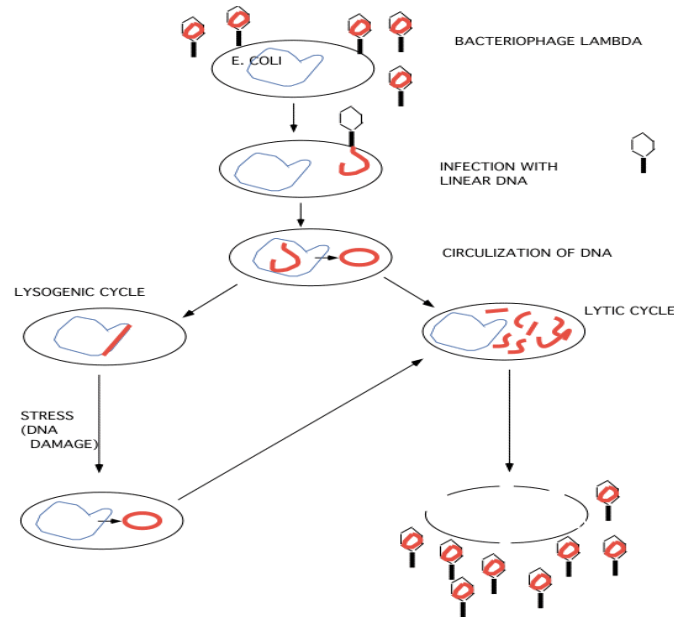 BACTERIOPHAGE LAMBDA
E. COLI
INFECTION WITH
LINEAR DNA
CIRCULIZATION OF DNA
LYSOGENIC CYCLE
LYTIC CYCLE
STRESS
(DNA
DAMAGE)